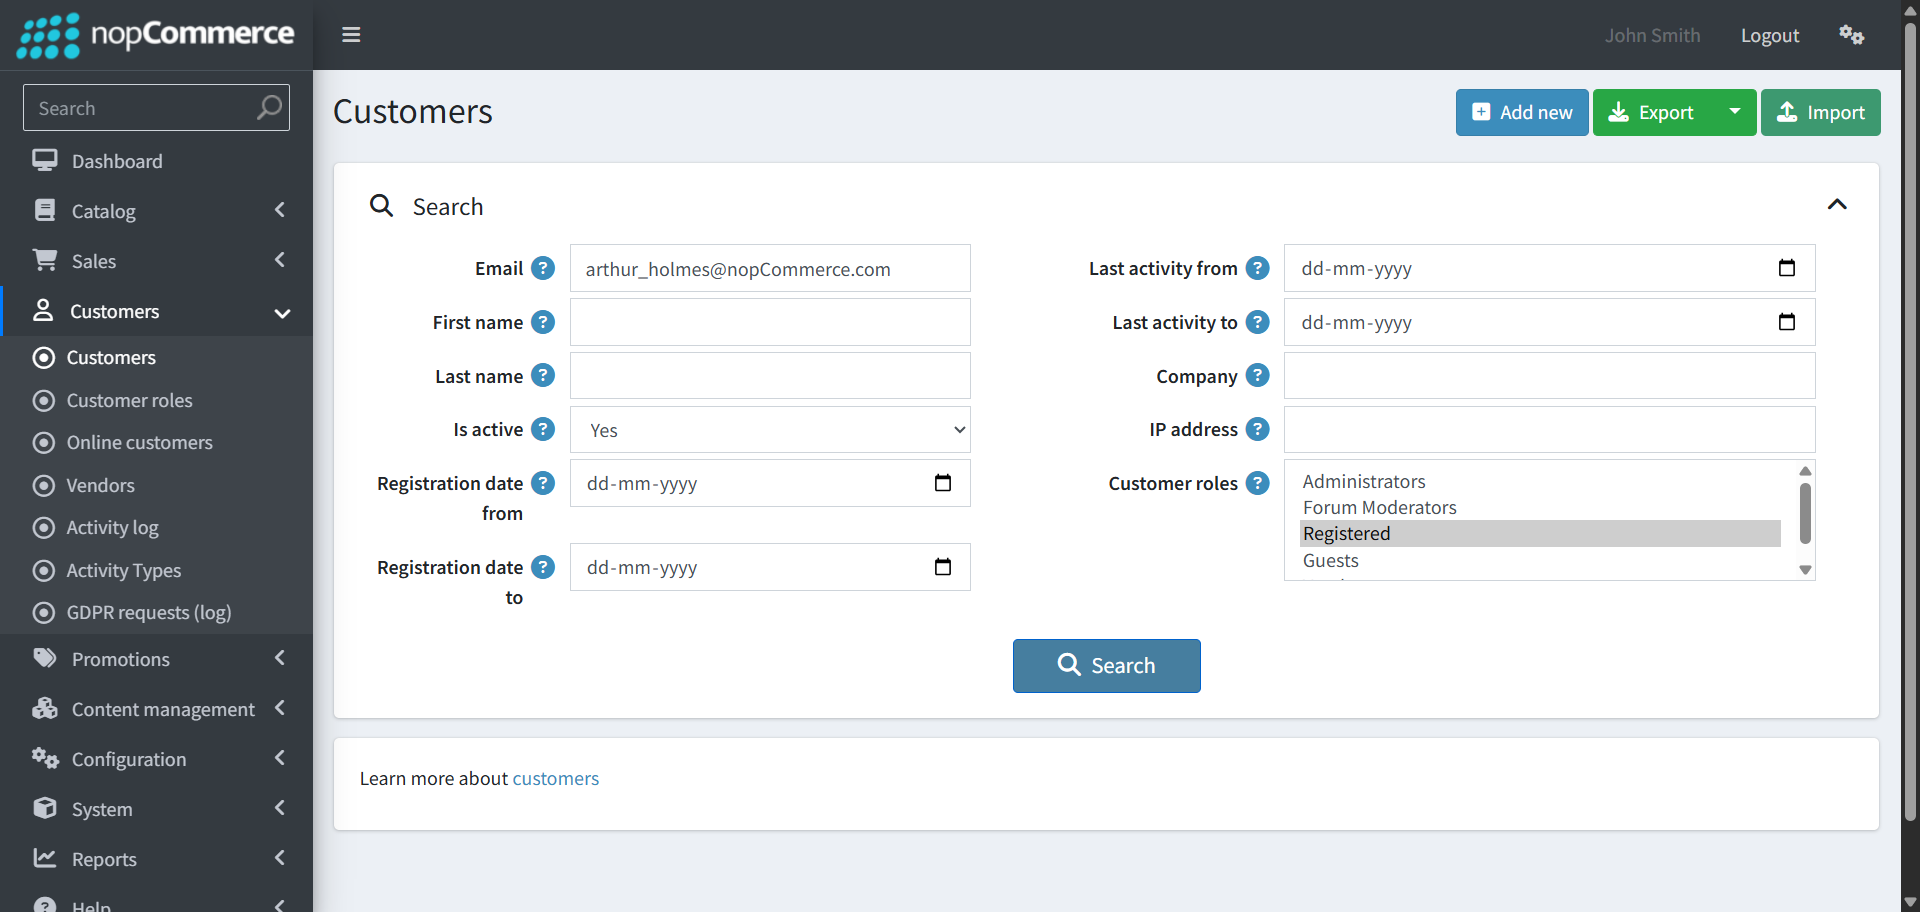 nopCommerce
John Smith
Logout
Search
Dashboard
Catalog
Sales
Customers
Customers
Customer roles
Online customers
Vendors
Activity log
Activity Types
GDPR requests (log)
Promotions
Content management
Configuration
System
Reports
Help
Customers
Add new
Export
Import
Search
Email ? arthur_holmes@nopCommerce.com
First name ?
Last name ?
Is active ? Yes
Registration date from ? dd-mm-yyyy
Registration date to ? dd-mm-yyyy
Last activity from ? dd-mm-yyyy
Last activity to ? dd-mm-yyyy
Company ?
IP address ?
Customer roles ?
Administrators
Forum Moderators
Registered
Guests
Search
Learn more about customers